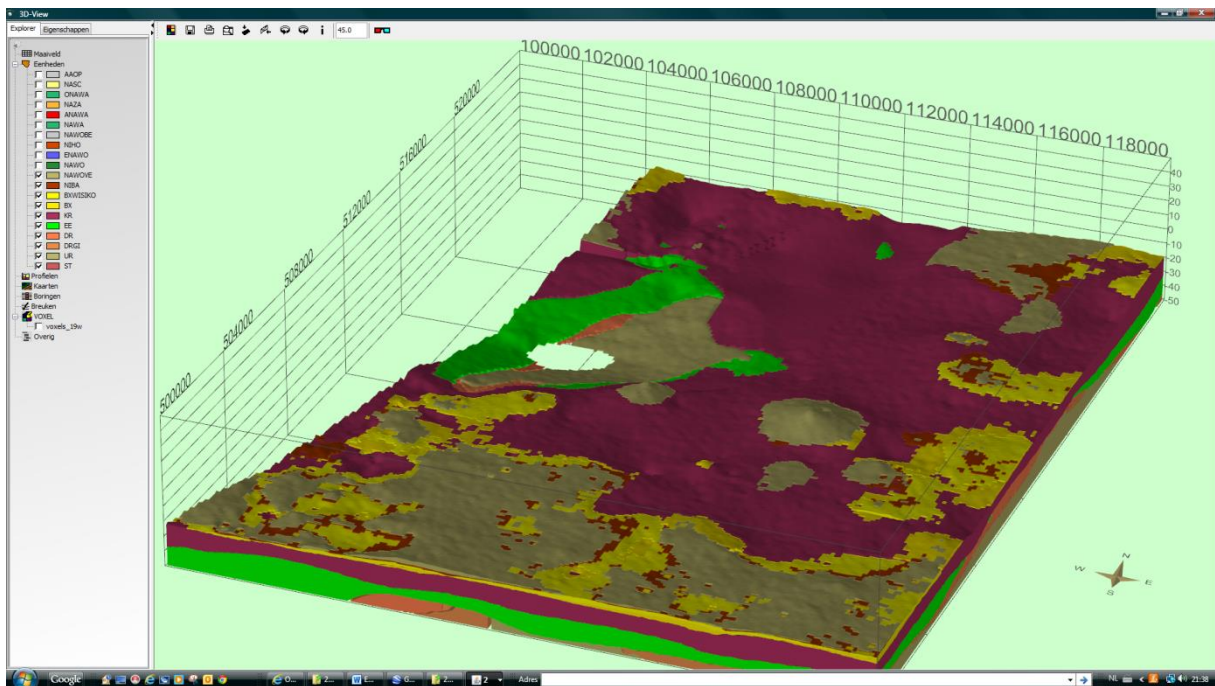 3D-View
Explorer Eigenschappen
45.0
Maaiveld
Eenheden
AAOP
NASC
ONAWA
NAZA
ANAWA
NAWA
NAWOBE
NIHO
ENAWO
NAWO
NAWOVE
NIBA
BXWISIKO
BX
KR
EE
DR
DRGI
UR
ST
Profielen
Kaarten
Boringen
Breuken
VOXEL
voxels_19w
Overig
100000 102000 104000 106000 108000 110000 112000 114000 116000 118000
520000
516000
512000
508000
504000
500000
40
30
20
10
0
-10
-20
-30
-40
-50
N
W E
S
Google O... 2... W E... S G... 2... 2 Adres NL 21:38